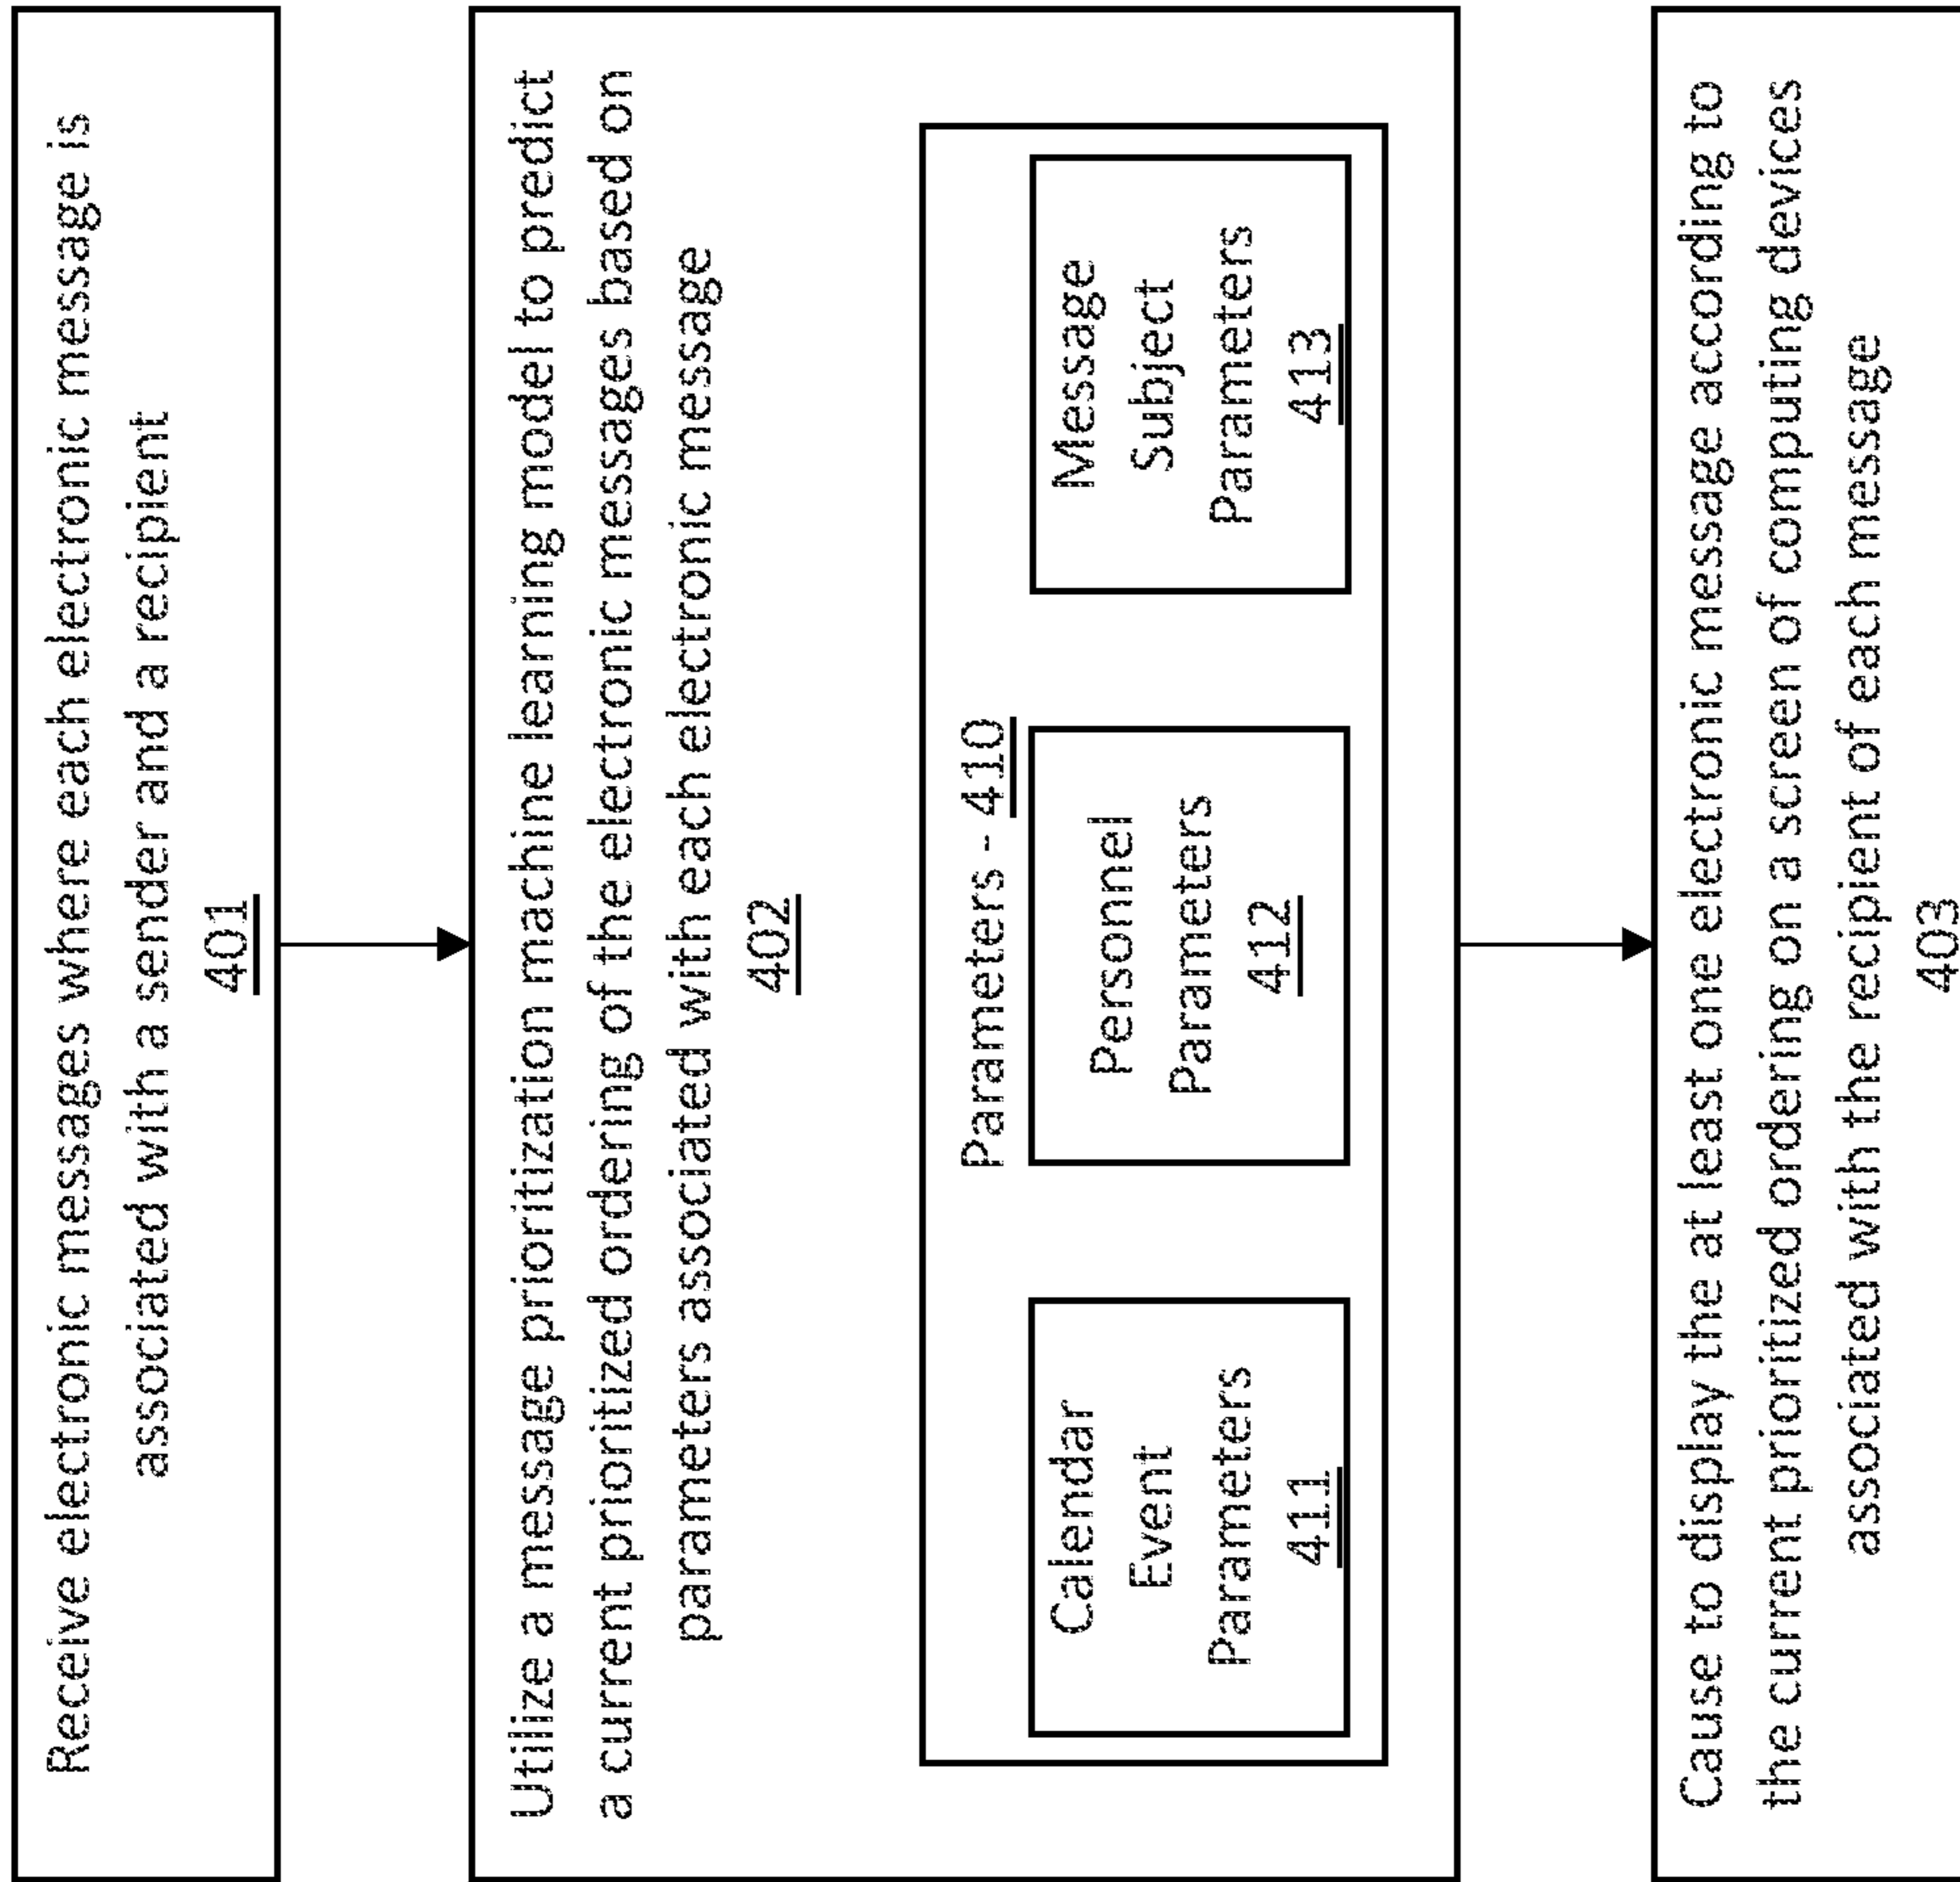 Receive electronic messages where each electronic message is
associated with a sender and a recipient
401
Utilize a message prioritization machine learning model to predict
a current prioritized ordering of the electronic messages based on
parameters associated with each electronic message
402
Parameters - 410
Calendar
Event
Parameters
411
Personnel
Parameters
412
Message
Subject
Parameters
413
Cause to display the at least one electronic message according to
the current prioritized ordering on a screen of computing devices
associated with the recipient of each message
403